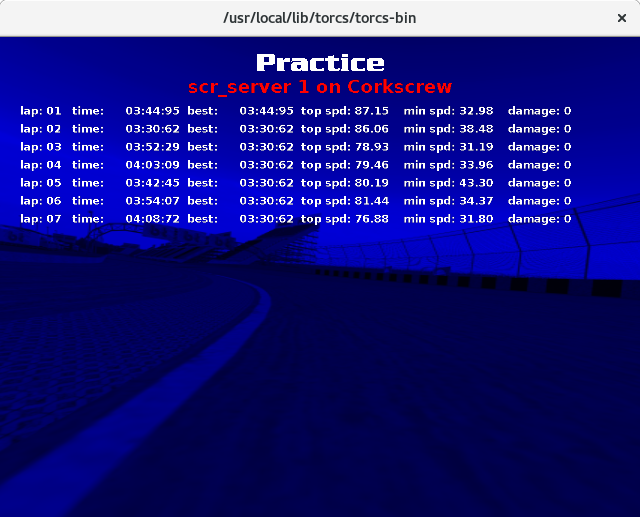 /usr/local/lib/torcs/torcs-bin ×
Practice
scr_server 1 on Corkscrew
lap: 01 time: 03:44:95 best: 03:44:95 top spd: 87.15 min spd: 32.98 damage: 0
lap: 02 time: 03:30:62 best: 03:30:62 top spd: 86.06 min spd: 38.48 damage: 0
lap: 03 time: 03:52:29 best: 03:30:62 top spd: 78.93 min spd: 31.19 damage: 0
lap: 04 time: 04:03:09 best: 03:30:62 top spd: 79.46 min spd: 33.96 damage: 0
lap: 05 time: 03:42:45 best: 03:30:62 top spd: 80.19 min spd: 43.30 damage: 0
lap: 06 time: 03:54:07 best: 03:30:62 top spd: 81.44 min spd: 34.37 damage: 0
lap: 07 time: 04:08:72 best: 03:30:62 top spd: 76.88 min spd: 31.80 damage: 0